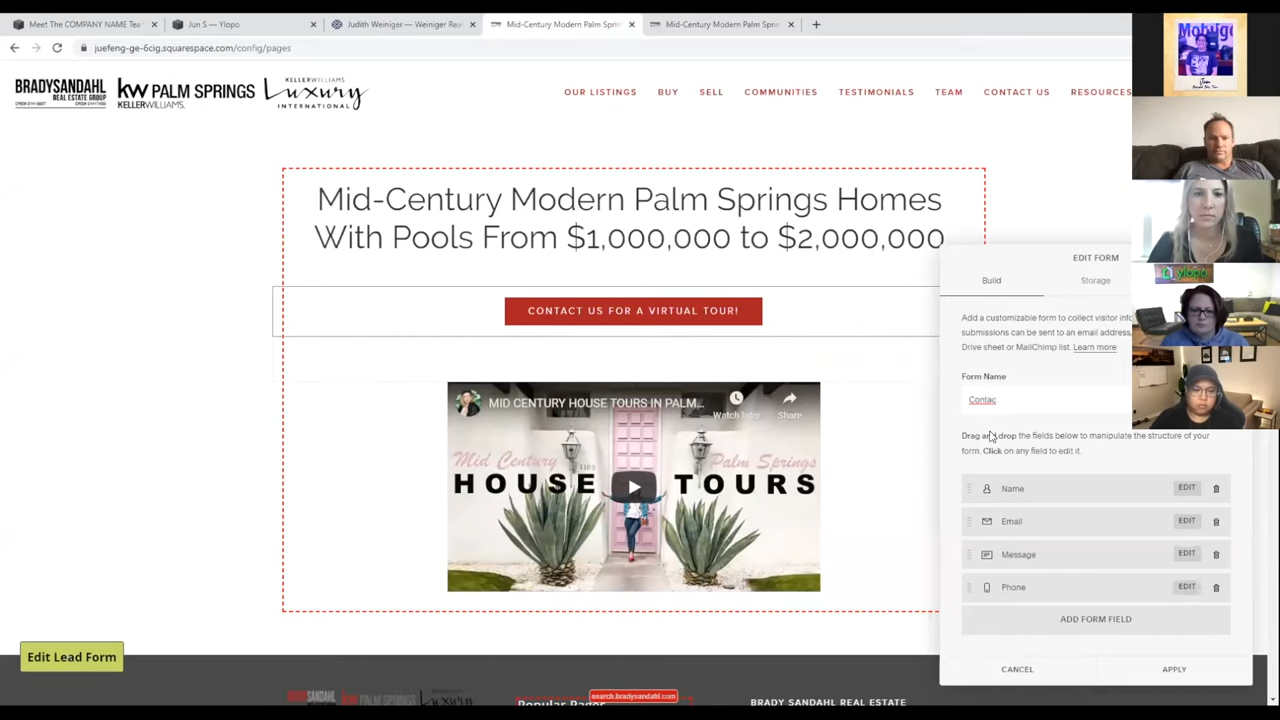 Meet The COMPANY NAME Tea
Jun S — Ylopo
Judith Weiniger — Weiniger Rea
Mid-Century Modern Palm Sprin
Mid-Century Modern Palm Sprin
juefeng-ge-6cig.squarespace.com/config/pages
BRADYSANDAHL
REAL ESTATE GROUP
kw PALM SPRINGS
KELLERWILLIAMS.
KELLERWILLIAMS
Luxury
INTERNATIONAL
OUR LISTINGS
BUY
SELL
COMMUNITIES
TESTIMONIALS
TEAM
CONTACT US
RESOURCES
Mid-Century Modern Palm Springs Homes
With Pools From $1,000,000 to $2,000,000
CONTACT US FOR A VIRTUAL TOUR!
MID CENTURY HOUSE TOURS IN PALM...
Watch later
Share
Mid Century
Palm Springs
HOUSE TOURS
EDIT FORM
Build
Storage
Add a customizable form to collect visitor info
submissions can be sent to an email address,
Drive sheet or MailChimp list. Learn more
Form Name
Contac
Drag and drop the fields below to manipulate the structure of your
form. Click on any field to edit it.
Name
EDIT
Email
EDIT
Message
EDIT
Phone
EDIT
ADD FORM FIELD
CANCEL
APPLY
Edit Lead Form
search.bradysandahl.com
Popular Pages
BRADY SANDAHL REAL ESTATE
ylopo